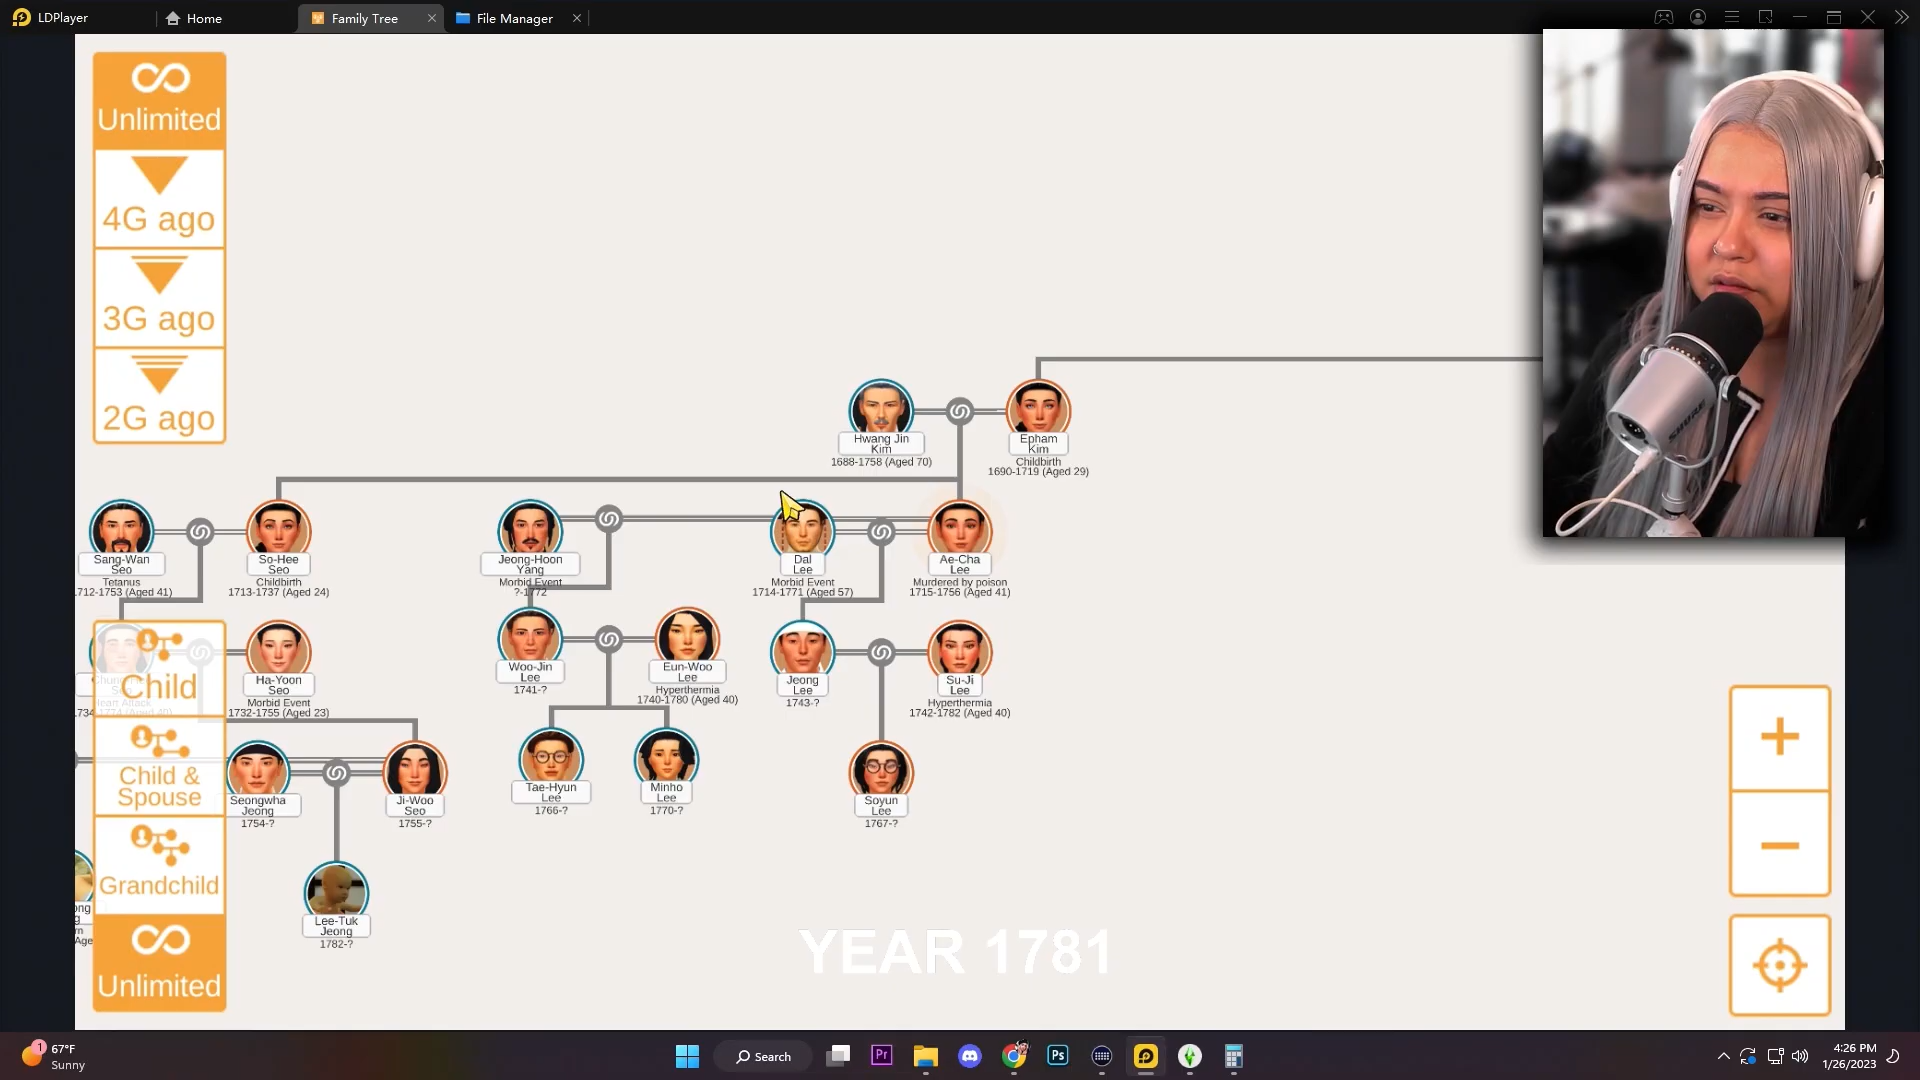 LDPlayer
Home
Family Tree
File Manager
Unlimited
4G ago
3G ago
2G ago
Hwang Jin
Kim
1688-1758 (Aged 70)
Epham
Kim
Childbirth
1690-1719 (Aged 29)
Sang-Wan
Seo
Tetanus
1712-1753 (Aged 41)
So-Hee
Seo
Childbirth
1713-1737 (Aged 24)
Jeong-Hoon
Yang
Morbid Event
?-1772
Dal
Lee
Morbid Event
1714-1771 (Aged 57)
Ae-Cha
Lee
Murdered by poison
1715-1756 (Aged 41)
Child
Ha-Yoon
Seo
Morbid Event
1732-1755 (Aged 23)
Woo-Jin
Lee
1741-?
Eun-Woo
Lee
Hyperthermia
1740-1780 (Aged 40)
Jeong
Lee
1743-?
Su-Ji
Lee
Hyperthermia
1742-1782 (Aged 40)
Child &
Spouse
Seongwha
Jeong
1754-?
Ji-Woo
Seo
1755-?
Tae-Hyun
Lee
1766-?
Minho
Lee
1770-?
Soyun
Lee
1767-?
Grandchild
Lee-Tuk
Jeong
1782-?
Unlimited
YEAR 1781
SHURE
1
67°F
Sunny
Search
Pr
Ps
4:26 PM
1/26/2023